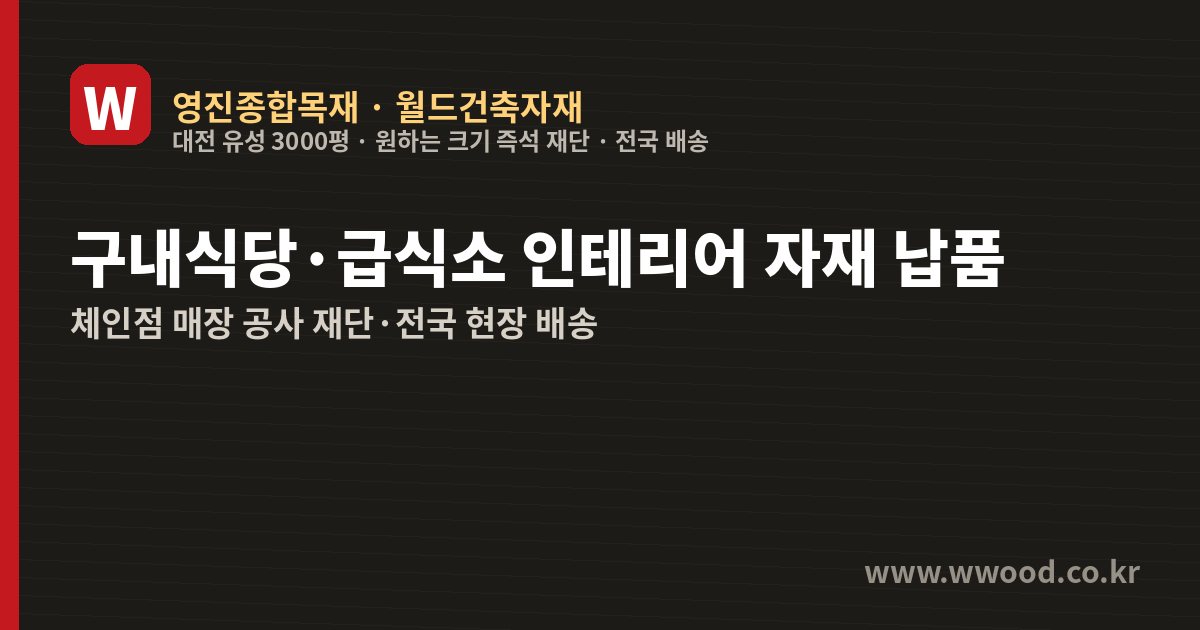 W
영진종합목재 · 월드건축자재
대전 유성 3000평 · 원하는 크기 즉석 재단 · 전국 배송
구내식당·급식소 인테리어 자재 납품
체인점 매장 공사 재단·전국 현장 배송
www.wwood.co.kr